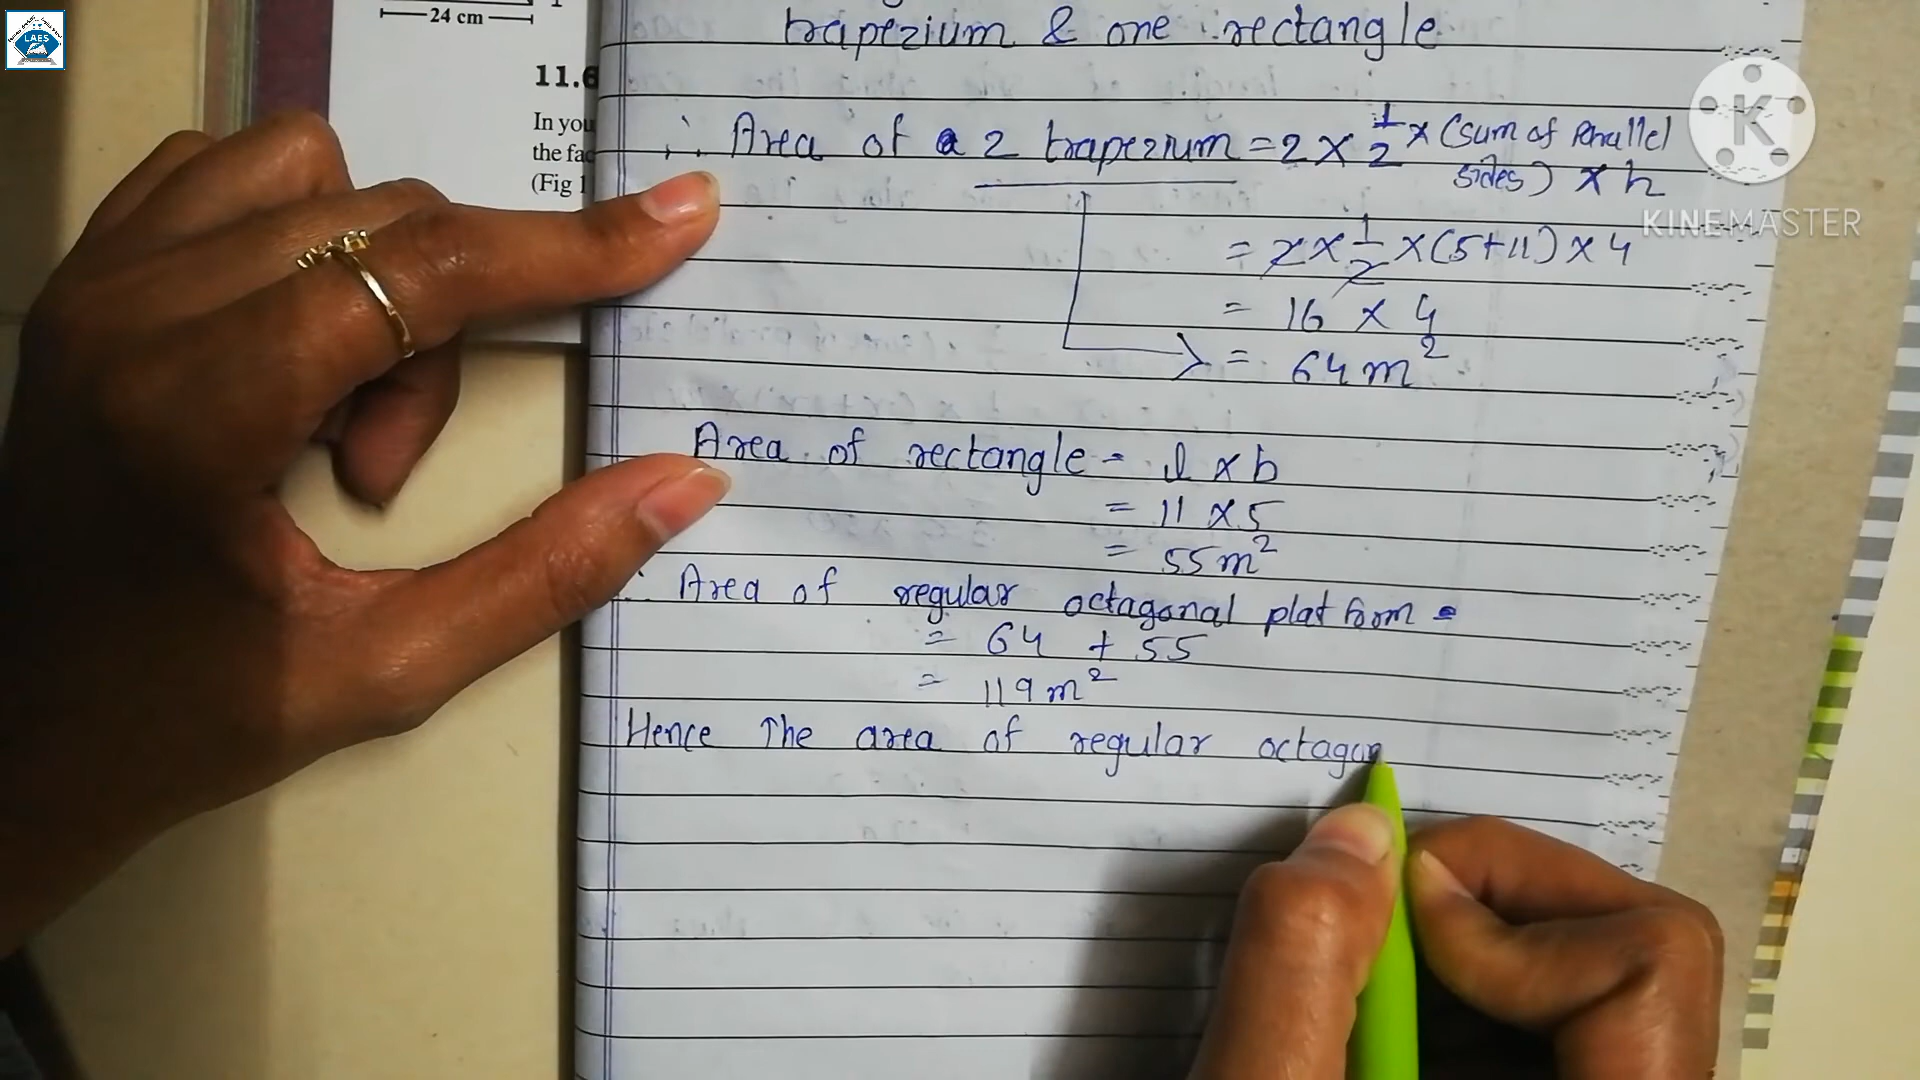 24 cm
LAES
11.6
In you
the fac
(Fig 1
trapezium & one rectangle
K
KINEMASTER
∴ Area of a 2 trapezium = 2 × 1/2 × (sum of Parallel
sides) × h
= 2 × 1/2 × (5+11) × 4
= 16 × 4
= 64 m²
Area of rectangle = l × b
= 11 × 5
= 55 m²
∴ Area of regular octagonal platform =
= 64 + 55
= 119 m²
Hence The area of regular octagon